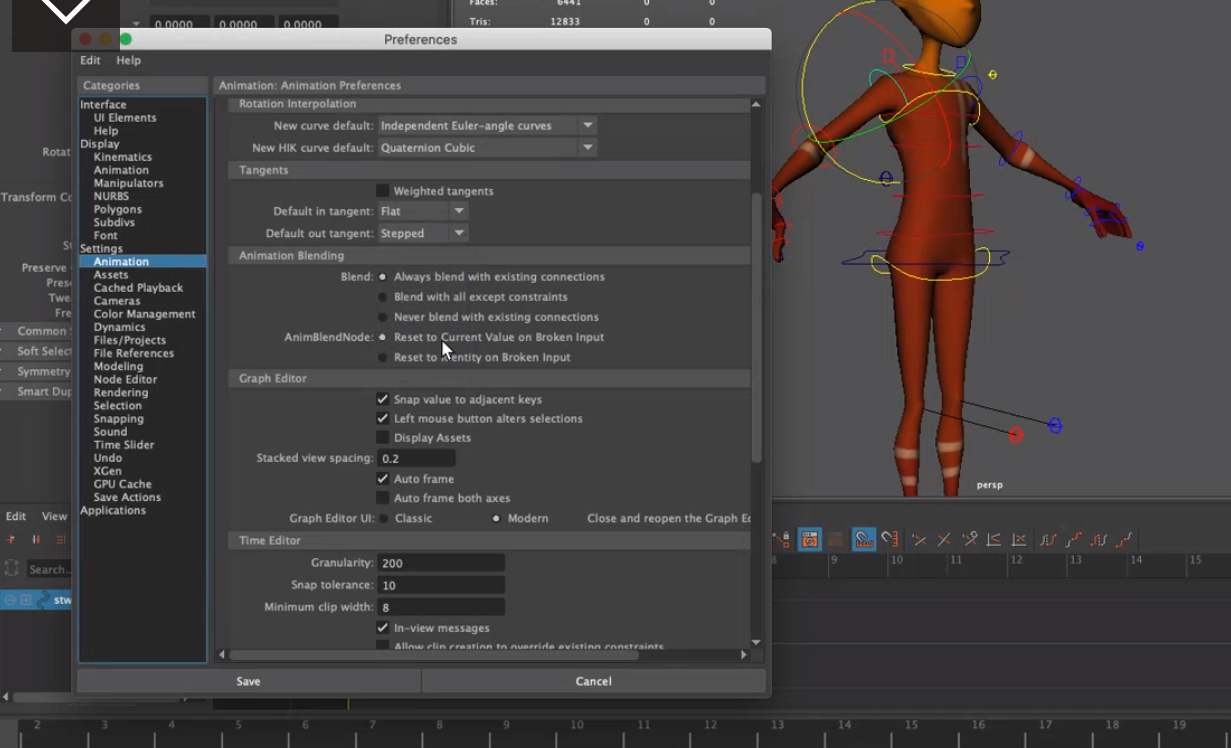 Faces: 6441 0 0
0.0000 0.0000 0.0000
Tris: 12833 0 0
Preferences
Edit Help
Categories
Interface
UI Elements
Help
Display
Kinematics
Animation
Manipulators
NURBS
Polygons
Subdivs
Font
Settings
Animation
Assets
Cached Playback
Cameras
Color Management
Dynamics
Files/Projects
File References
Modeling
Node Editor
Rendering
Selection
Snapping
Sound
Time Slider
Undo
XGen
GPU Cache
Save Actions
Applications
Animation: Animation Preferences
Rotation Interpolation
New curve default: Independent Euler-angle curves
New HIK curve default: Quaternion Cubic
Tangents
Weighted tangents
Default in tangent: Flat
Default out tangent: Stepped
Animation Blending
Blend: Always blend with existing connections
Blend with all except constraints
Never blend with existing connections
AnimBlendNode: Reset to Current Value on Broken Input
Reset to Identity on Broken Input
Graph Editor
Snap value to adjacent keys
Left mouse button alters selections
Display Assets
Stacked view spacing: 0.2
Auto frame
Auto frame both axes
Graph Editor UI: Classic Modern Close and reopen the Graph Ed
Time Editor
Granularity: 200
Snap tolerance: 10
Minimum clip width: 8
In-view messages
Allow clip creation to override existing constraints
Save Cancel
Rotat
Transform Co
St
Preserve
Prese
Twe
Fre
Common
Soft Select
Symmetry
Smart Dup
Edit View
Search...
stw
persp
8 9 10 11 12 13 14 15
2 3 4 5 6 7 8 9 10 11 12 13 14 15 16 17 18 19